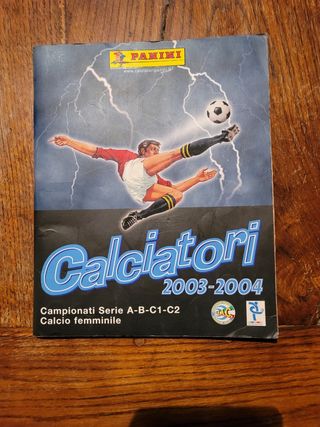 PANINI
Calciatori
2003-2004
Campionati Serie A-B-C1-C2
Calcio femminile